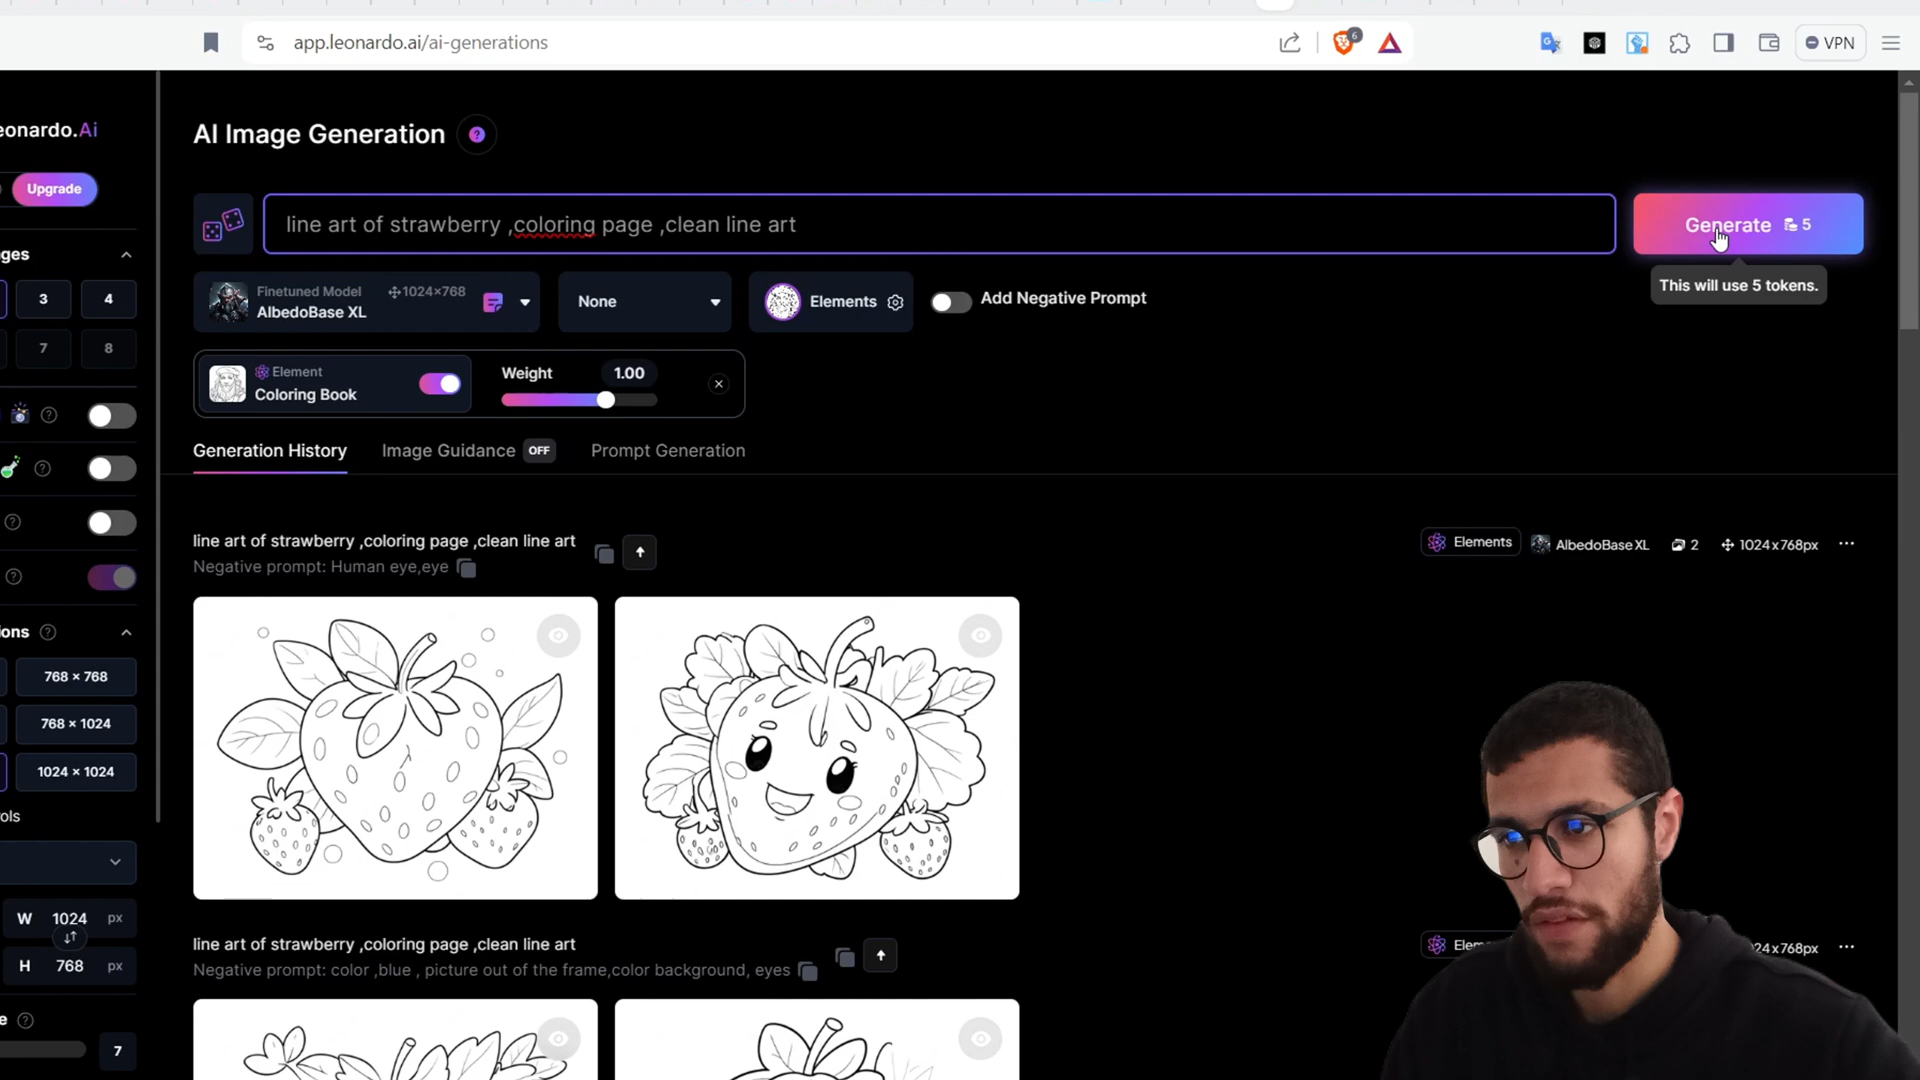 app.leonardo.ai/ai-generations
6
VPN
eonardo.Ai
AI Image Generation
?
Upgrade
line art of strawberry ,coloring page ,clean line art
Generate 5
This will use 5 tokens.
ges
3 4
7 8
Finetuned Model
1024×768
AlbedoBase XL
None
Elements
Add Negative Prompt
Element
Coloring Book
Weight 1.00
Generation History
Image Guidance OFF
Prompt Generation
line art of strawberry ,coloring page ,clean line art
Negative prompt: Human eye,eye
Elements
AlbedoBase XL
2
1024x768px
ions
768 × 768
768 × 1024
1024 × 1024
ols
W 1024 px
H 768 px
e
7
line art of strawberry ,coloring page ,clean line art
Negative prompt: color ,blue , picture out of the frame,color background, eyes
Elem
24x768px